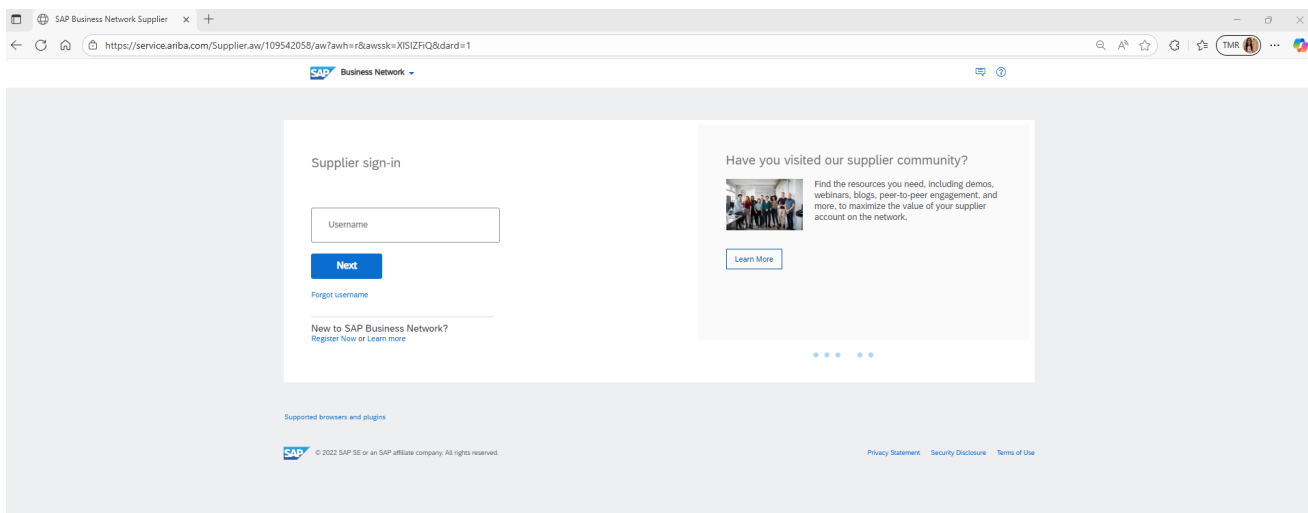 SAP Business Network Supplier
https://service.ariba.com/Supplier.aw/109542058/aw?awh=r&awssk=XlSIZFiQ&dard=1
TMR
SAP Business Network
Supplier sign-in
Username
Next
Forgot username
New to SAP Business Network?
Register Now or Learn more
Have you visited our supplier community?
Find the resources you need, including demos,
webinars, blogs, peer-to-peer engagement, and
more, to maximize the value of your supplier
account on the network.
Learn More
Supported browsers and plugins
SAP © 2022 SAP SE or an SAP affiliate company. All rights reserved.
Privacy Statement Security Disclosure Terms of Use